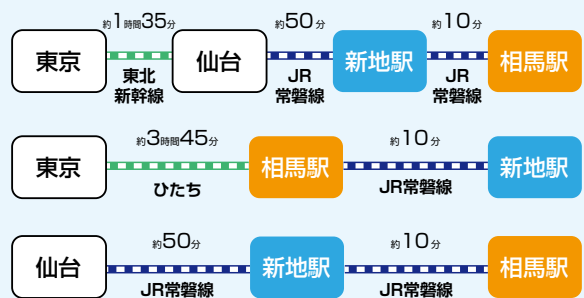 約1時間35分
約50分
約10分
東京
仙台
新地駅
相馬駅
東北
新幹線
JR
常磐線
JR
常磐線
約3時間45分
約10分
東京
相馬駅
新地駅
ひたち
JR常磐線
約50分
約10分
仙台
新地駅
相馬駅
JR常磐線
JR常磐線